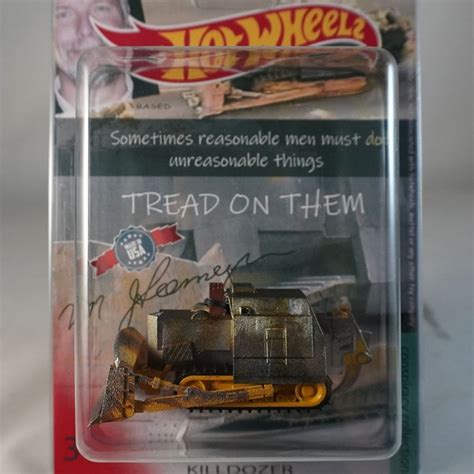 HOT WHEELS
BASED
Sometimes reasonable men must do
unreasonable things
TREAD ON THEM
MADE IN
USA
KILLDOZER